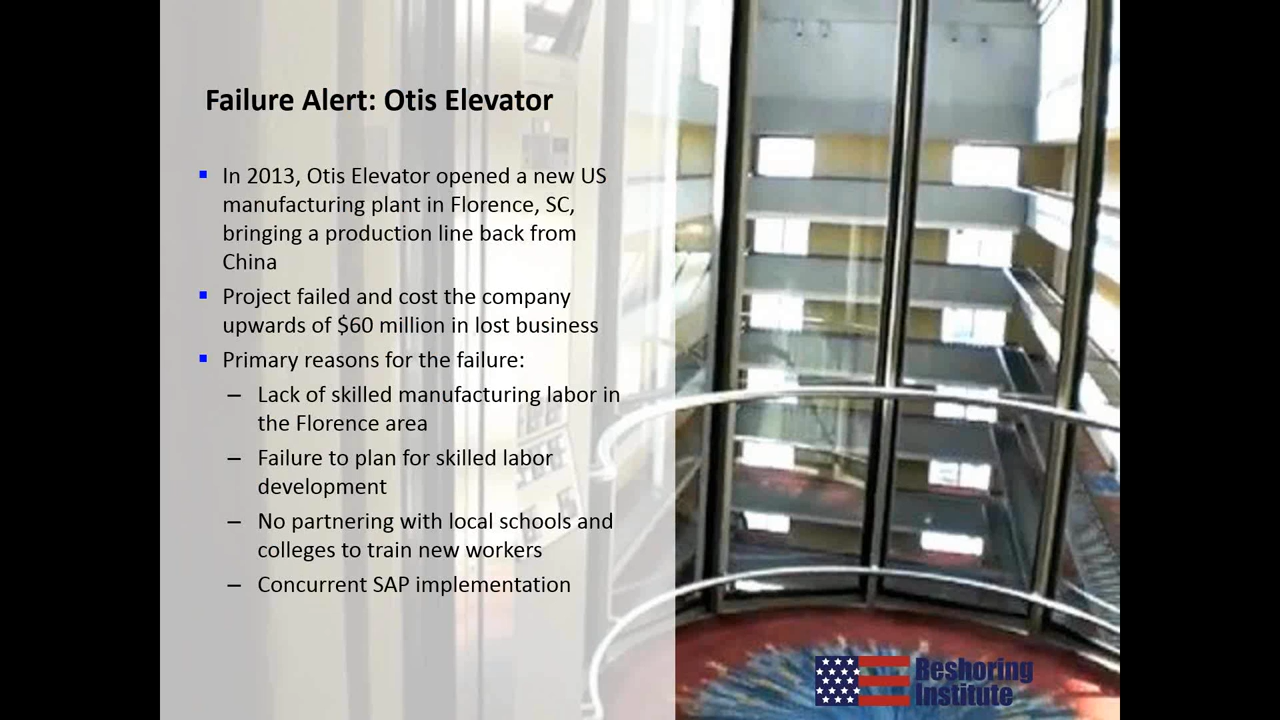 Failure Alert: Otis Elevator
▪ In 2013, Otis Elevator opened a new US
manufacturing plant in Florence, SC,
bringing a production line back from
China
▪ Project failed and cost the company
upwards of $60 million in lost business
▪ Primary reasons for the failure:
– Lack of skilled manufacturing labor in
the Florence area
– Failure to plan for skilled labor
development
– No partnering with local schools and
colleges to train new workers
– Concurrent SAP implementation
Reshoring
Institute